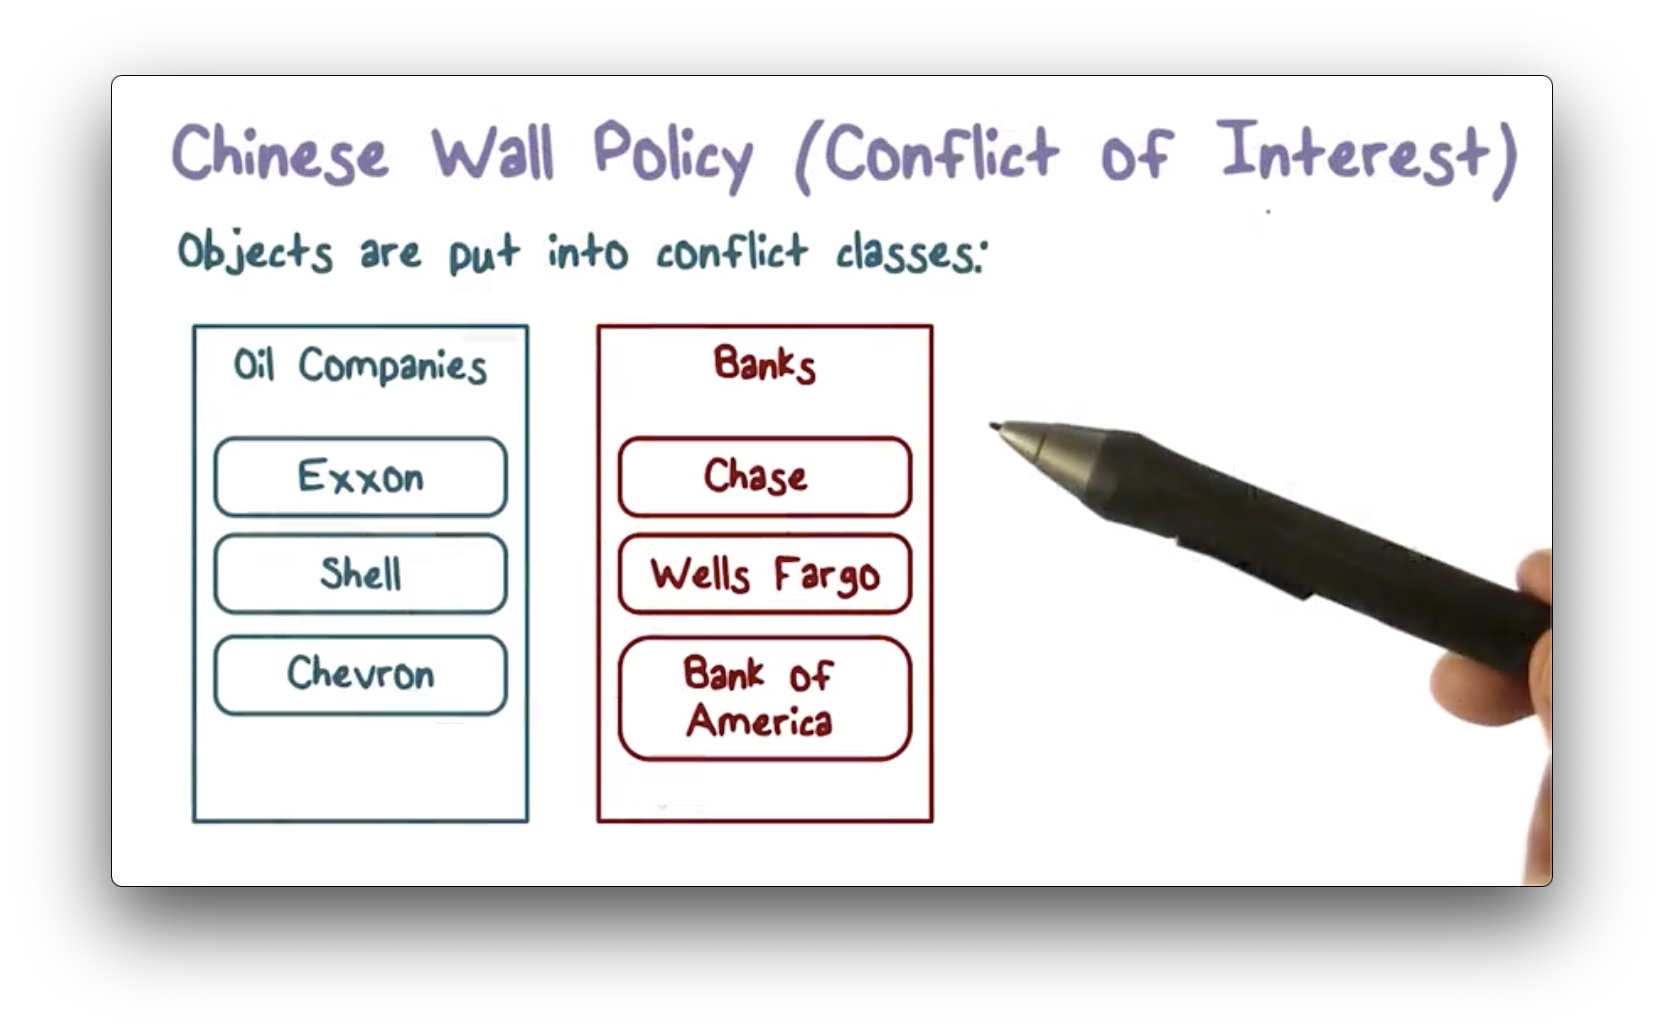 Chinese Wall Policy (Conflict of Interest)
Objects are put into conflict classes:
Oil Companies
Exxon
Shell
Chevron
Banks
Chase
Wells Fargo
Bank of
America